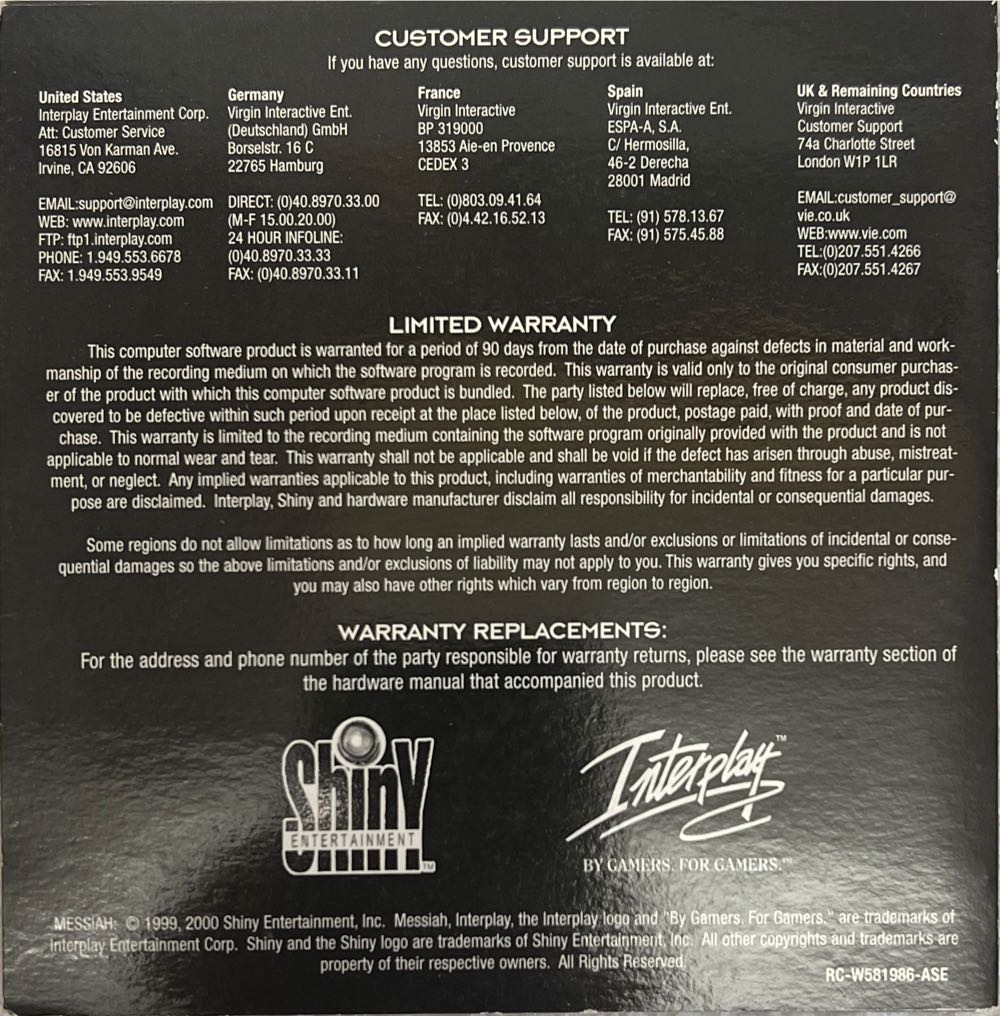 CUSTOMER SUPPORT
If you have any questions, customer support is available at:
United States
Interplay Entertainment Corp.
Att: Customer Service
16815 Von Karman Ave.
Irvine, CA 92606
EMAIL:support@interplay.com
WEB: www.interplay.com
FTP: ftp1.interplay.com
PHONE: 1.949.553.6678
FAX: 1.949.553.9549
Germany
Virgin Interactive Ent.
(Deutschland) GmbH
Borselstr. 16 C
22765 Hamburg
DIRECT: (0)40.8970.33.00
(M-F 15.00.20.00)
24 HOUR INFOLINE:
(0)40.8970.33.33
FAX: (0)40.8970.33.11
France
Virgin Interactive
BP 319000
13853 Aie-en Provence
CEDEX 3
TEL: (0)803.09.41.64
FAX: (0)4.42.16.52.13
Spain
Virgin Interactive Ent.
ESPA-A, S.A.
C/ Hermosilla,
46-2 Derecha
28001 Madrid
TEL: (91) 578.13.67
FAX: (91) 575.45.88
UK & Remaining Countries
Virgin Interactive
Customer Support
74a Charlotte Street
London W1P 1LR
EMAIL:customer_support@
vie.co.uk
WEB:www.vie.com
TEL:(0)207.551.4266
FAX:(0)207.551.4267
LIMITED WARRANTY
This computer software product is warranted for a period of 90 days from the date of purchase against defects in material and work-
manship of the recording medium on which the software program is recorded. This warranty is valid only to the original consumer purchas-
er of the product with which this computer software product is bundled. The party listed below will replace, free of charge, any product dis-
covered to be defective within such period upon receipt at the place listed below, of the product, postage paid, with proof and date of pur-
chase. This warranty is limited to the recording medium containing the software program originally provided with the product and is not
applicable to normal wear and tear. This warranty shall not be applicable and shall be void if the defect has arisen through abuse, mistreat-
ment, or neglect. Any implied warranties applicable to this product, including warranties of merchantability and fitness for a particular pur-
pose are disclaimed. Interplay, Shiny and hardware manufacturer disclaim all responsibility for incidental or consequential damages.
Some regions do not allow limitations as to how long an implied warranty lasts and/or exclusions or limitations of incidental or conse-
quential damages so the above limitations and/or exclusions of liability may not apply to you. This warranty gives you specific rights, and
you may also have other rights which vary from region to region.
WARRANTY REPLACEMENTS:
For the address and phone number of the party responsible for warranty returns, please see the warranty section of
the hardware manual that accompanied this product.
Shiny
ENTERTAINMENT
TM
Interplay™
BY GAMERS. FOR GAMERS.™
MESSIAH: © 1999, 2000 Shiny Entertainment, Inc. Messiah, Interplay, the Interplay logo and "By Gamers. For Gamers." are trademarks of
Interplay Entertainment Corp. Shiny and the Shiny logo are trademarks of Shiny Entertainment, Inc. All other copyrights and trademarks are
property of their respective owners. All Rights Reserved
RC-W581986-ASE